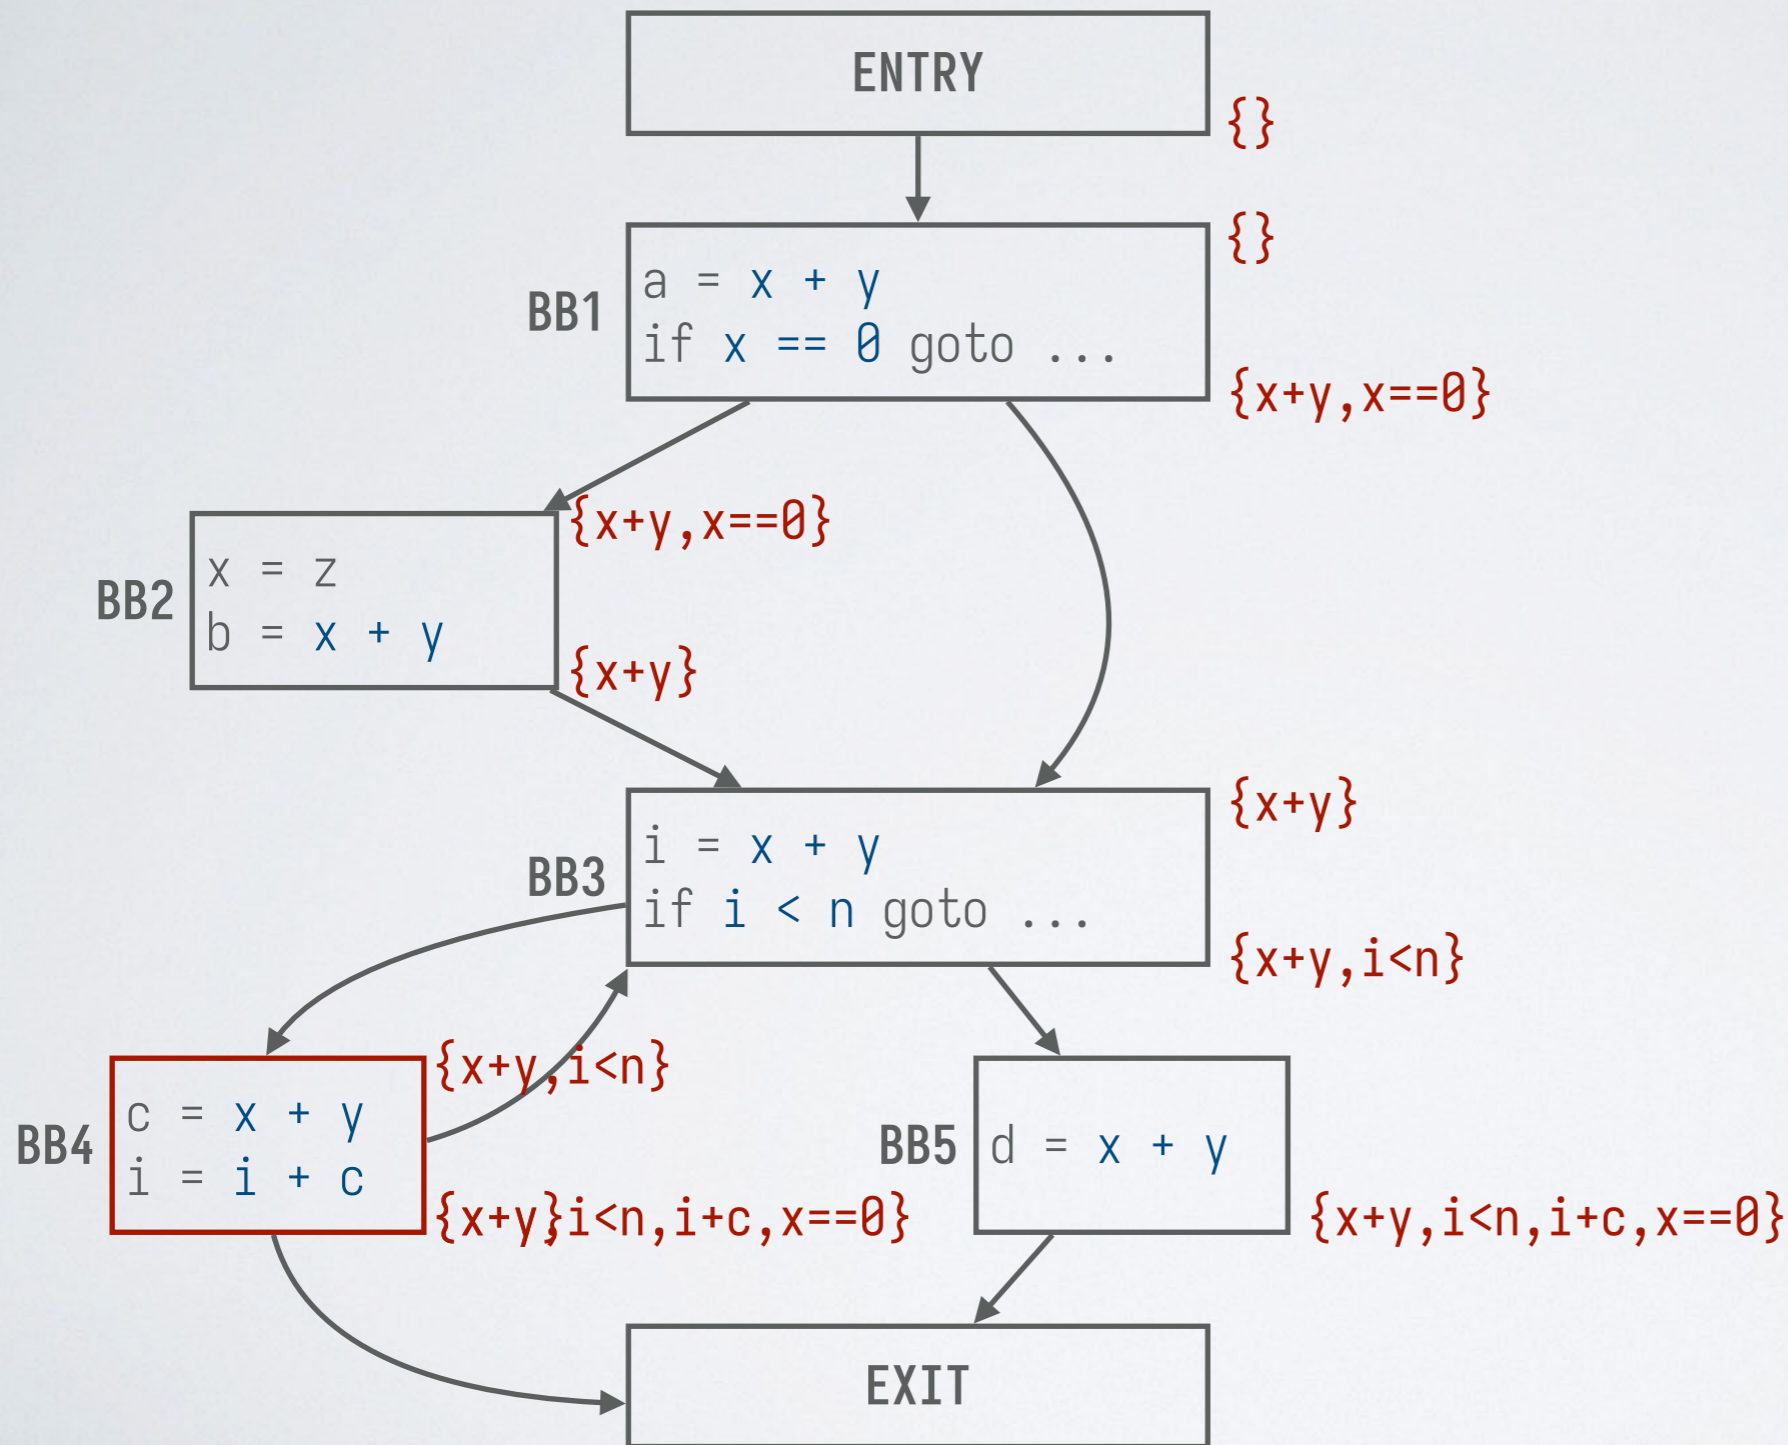 ENTRY
{}
{}
BB1
a = x + y
if x == 0 goto ...
{x+y,x==0}
{x+y,x==0}
BB2
x = z
b = x + y
{x+y}
{x+y}
BB3
i = x + y
if i < n goto ...
{x+y,i<n}
{x+y,i<n}
BB4
c = x + y
i = i + c
{x+y}
{x+y,i<n,i+c,x==0}
BB5
d = x + y
{x+y,i<n,i+c,x==0}
EXIT